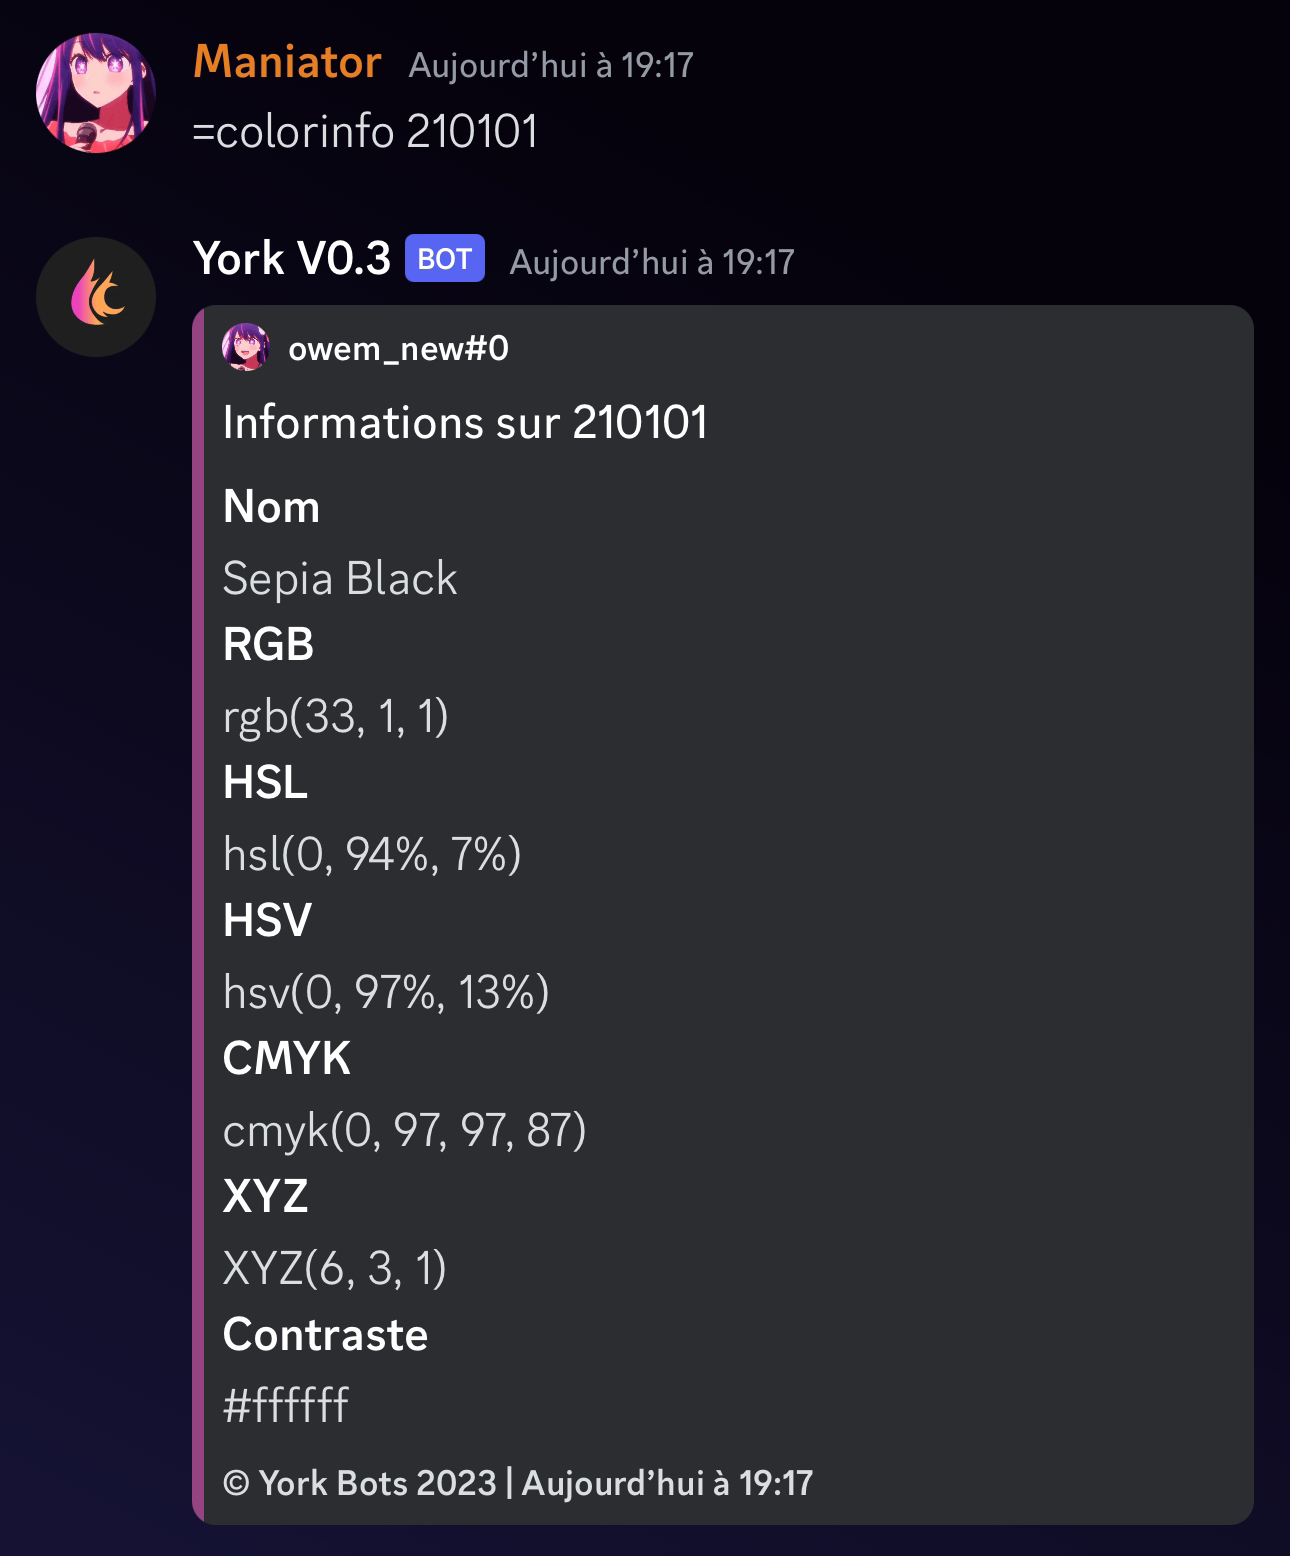 Maniator Aujourd’hui à 19:17
=colorinfo 210101
York V0.3 BOT Aujourd’hui à 19:17
owem_new#0
Informations sur 210101
Nom
Sepia Black
RGB
rgb(33, 1, 1)
HSL
hsl(0, 94%, 7%)
HSV
hsv(0, 97%, 13%)
CMYK
cmyk(0, 97, 97, 87)
XYZ
XYZ(6, 3, 1)
Contraste
#ffffff
© York Bots 2023 | Aujourd’hui à 19:17